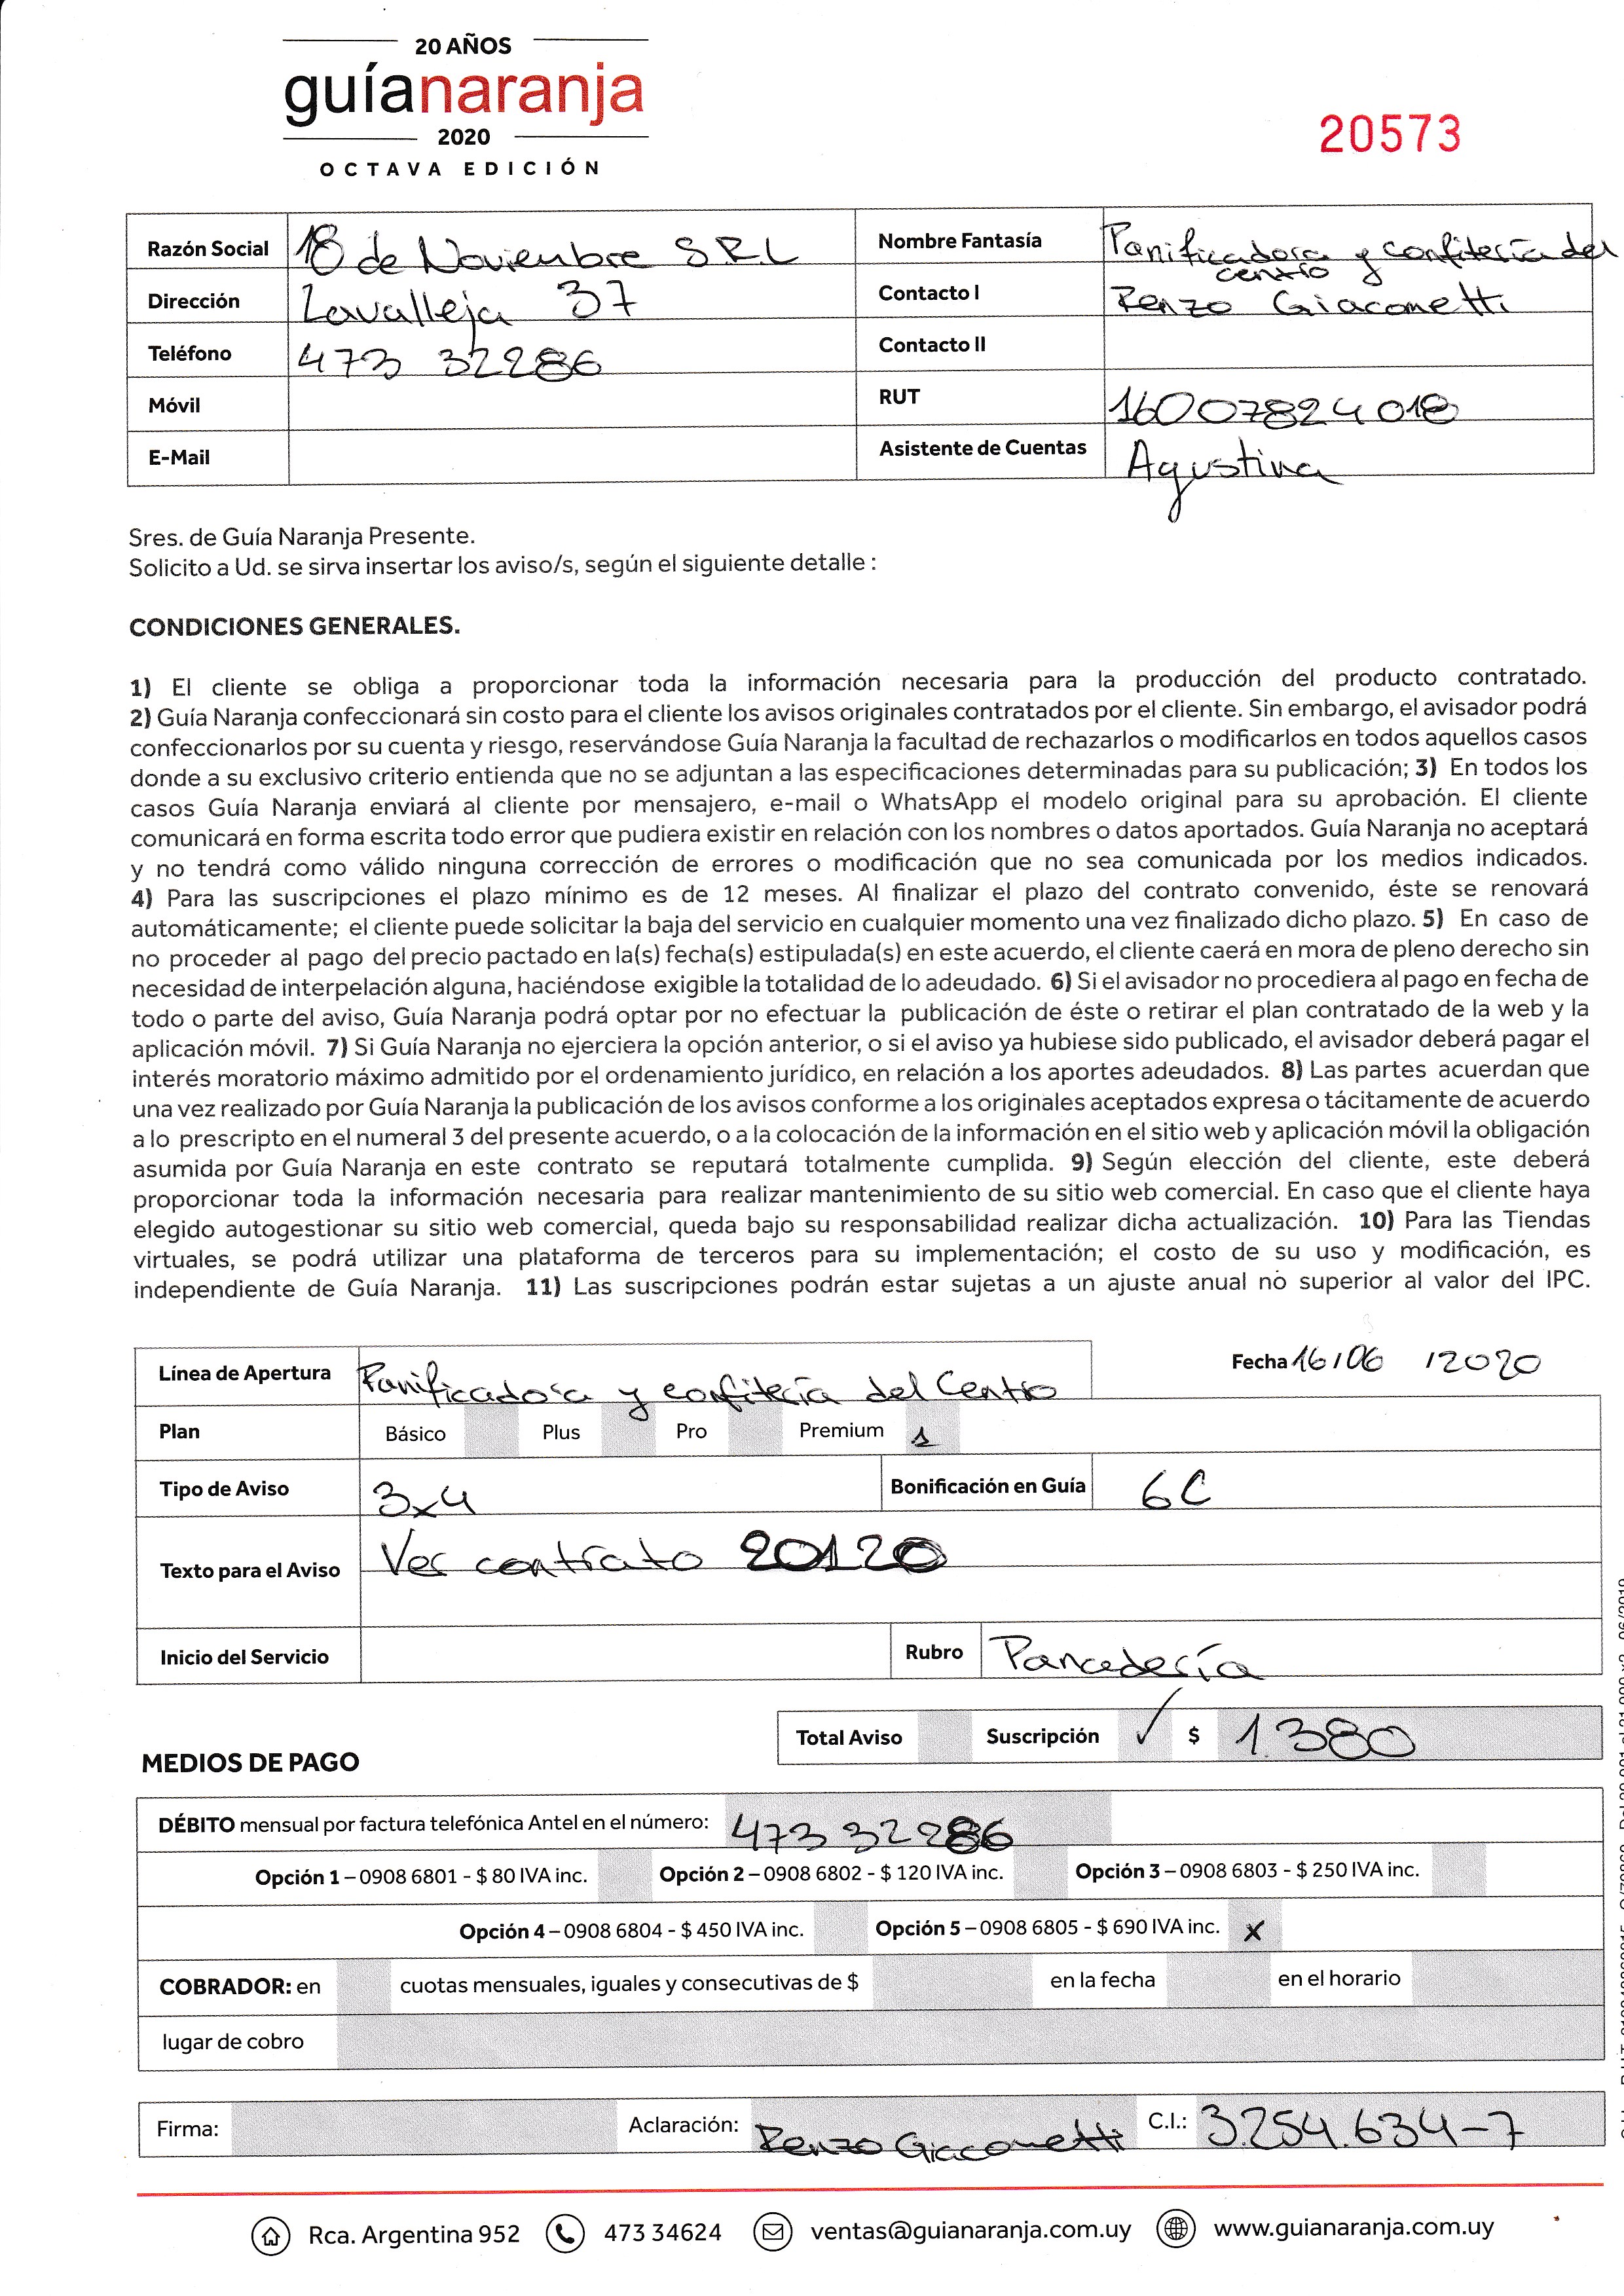 20 AÑOS
guíanaranja
2020
OCTAVA EDICIÓN
20573
Razón Social 18 de Noviembre S.R.L Nombre Fantasía Panificadora y confitería del centro
Dirección Lavalleja 37 Contacto I Renzo Giacometti
Teléfono 473 32286 Contacto II
Móvil RUT 16007824018
E-Mail Asistente de Cuentas Agustina
Sres. de Guía Naranja Presente.
Solicito a Ud. se sirva insertar los aviso/s, según el siguiente detalle :
CONDICIONES GENERALES.
1) El cliente se obliga a proporcionar toda la información necesaria para la producción del producto contratado.
2) Guía Naranja confeccionará sin costo para el cliente los avisos originales contratados por el cliente. Sin embargo, el avisador podrá
confeccionarlos por su cuenta y riesgo, reservándose Guía Naranja la facultad de rechazarlos o modificarlos en todos aquellos casos
donde a su exclusivo criterio entienda que no se adjuntan a las especificaciones determinadas para su publicación; 3) En todos los
casos Guía Naranja enviará al cliente por mensajero, e-mail o WhatsApp el modelo original para su aprobación. El cliente
comunicará en forma escrita todo error que pudiera existir en relación con los nombres o datos aportados. Guía Naranja no aceptará
y no tendrá como válido ninguna corrección de errores o modificación que no sea comunicada por los medios indicados.
4) Para las suscripciones el plazo mínimo es de 12 meses. Al finalizar el plazo del contrato convenido, éste se renovará
automáticamente; el cliente puede solicitar la baja del servicio en cualquier momento una vez finalizado dicho plazo. 5) En caso de
no proceder al pago del precio pactado en la(s) fecha(s) estipulada(s) en este acuerdo, el cliente caerá en mora de pleno derecho sin
necesidad de interpelación alguna, haciéndose exigible la totalidad de lo adeudado. 6) Si el avisador no procediera al pago en fecha de
todo o parte del aviso, Guía Naranja podrá optar por no efectuar la publicación de éste o retirar el plan contratado de la web y la
aplicación móvil. 7) Si Guía Naranja no ejerciera la opción anterior, o si el aviso ya hubiese sido publicado, el avisador deberá pagar el
interés moratorio máximo admitido por el ordenamiento jurídico, en relación a los aportes adeudados. 8) Las partes acuerdan que
una vez realizado por Guía Naranja la publicación de los avisos conforme a los originales aceptados expresa o tácitamente de acuerdo
a lo prescripto en el numeral 3 del presente acuerdo, o a la colocación de la información en el sitio web y aplicación móvil la obligación
asumida por Guía Naranja en este contrato se reputará totalmente cumplida. 9) Según elección del cliente, este deberá
proporcionar toda la información necesaria para realizar mantenimiento de su sitio web comercial. En caso que el cliente haya
elegido autogestionar su sitio web comercial, queda bajo su responsabilidad realizar dicha actualización. 10) Para las Tiendas
virtuales, se podrá utilizar una plataforma de terceros para su implementación; el costo de su uso y modificación, es
independiente de Guía Naranja. 11) Las suscripciones podrán estar sujetas a un ajuste anual no superior al valor del IPC.
Fecha 16/06 /2020
Línea de Apertura Panificadora y confitería del Centro
Plan Básico Plus Pro Premium 1
Tipo de Aviso 3x4 Bonificación en Guía 6C
Texto para el Aviso Ver contrato 20120
Inicio del Servicio Rubro Panadería
Total Aviso Suscripción ✓ $ 1.380
MEDIOS DE PAGO
DÉBITO mensual por factura telefónica Antel en el número: 473 32286
Opción 1 – 0908 6801 - $ 80 IVA inc. Opción 2 – 0908 6802 - $ 120 IVA inc. Opción 3 – 0908 6803 - $ 250 IVA inc.
Opción 4 – 0908 6804 - $ 450 IVA inc. Opción 5 – 0908 6805 - $ 690 IVA inc. x
COBRADOR: en cuotas mensuales, iguales y consecutivas de $ en la fecha en el horario
lugar de cobro
Firma: Aclaración: Renzo Giacometti C.I.: 3.254.634-7
Rca. Argentina 952 473 34624 ventas@guianaranja.com.uy www.guianaranja.com.uy